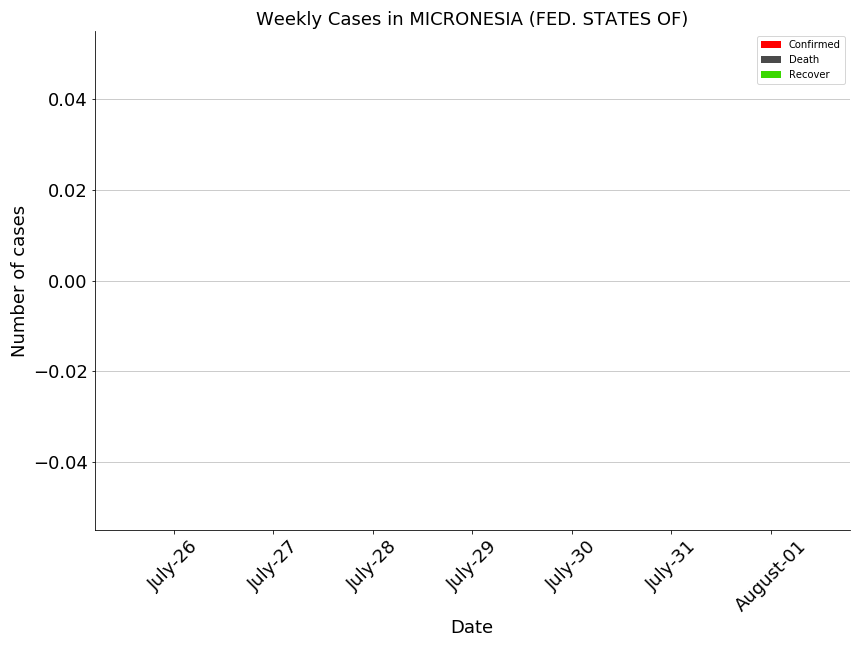 Weekly Cases in MICRONESIA (FED. STATES OF)
Confirmed
Death
Recover
Number of cases
0.04
0.02
0.00
−0.02
−0.04
July-26
July-27
July-28
July-29
July-30
July-31
August-01
Date